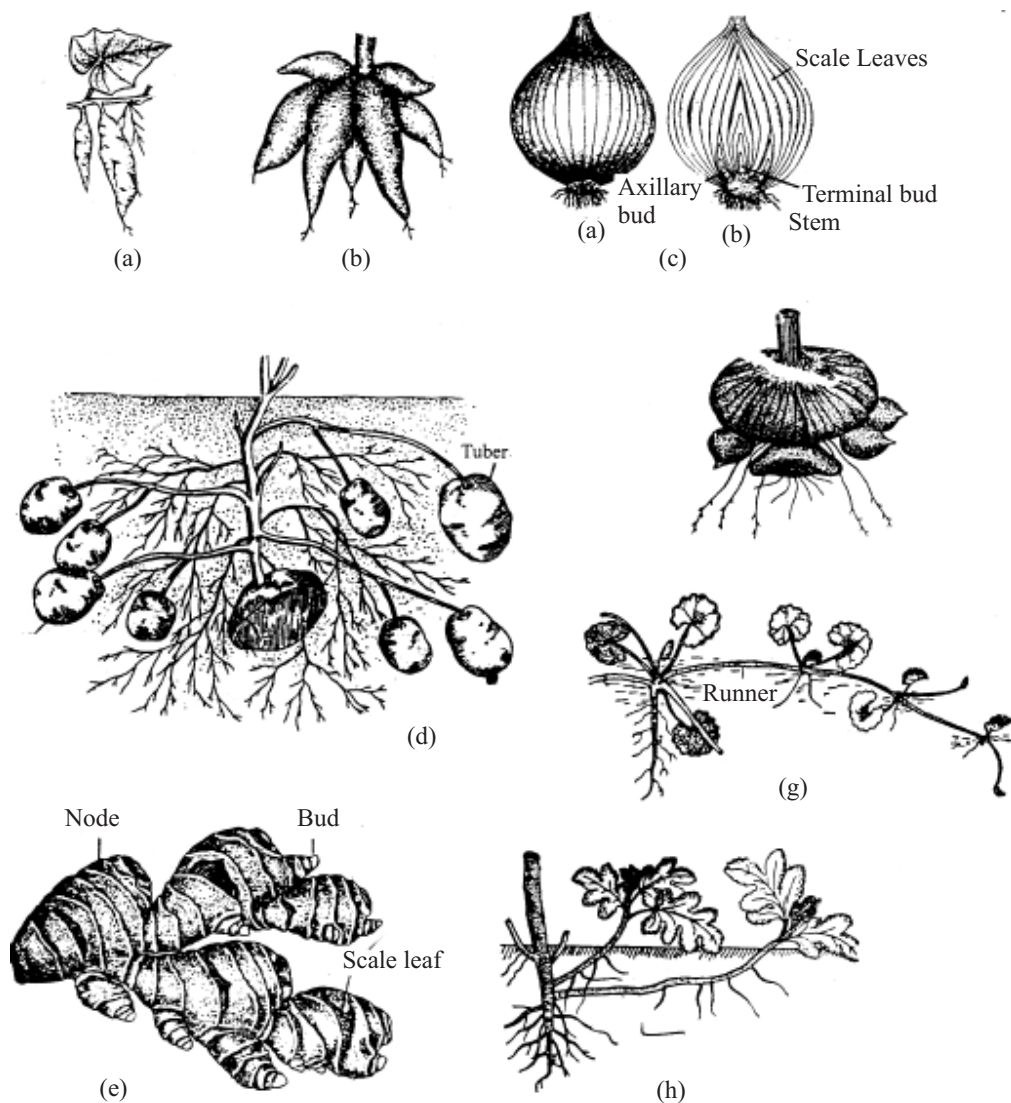 Scale Leaves
Axillary
bud
Terminal bud
Stem
(a)
(b)
(a)
(b)
(c)
Tuber
(d)
Runner
(g)
Node
Bud
Scale leaf
(e)
(h)